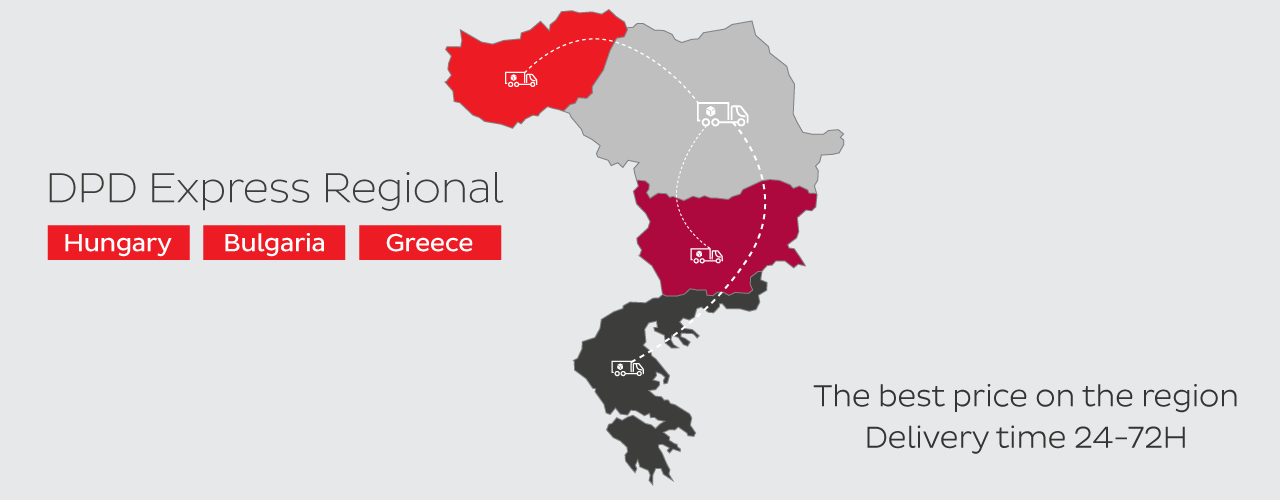 DPD Express Regional
Hungary Bulgaria Greece
The best price on the region
Delivery time 24-72H